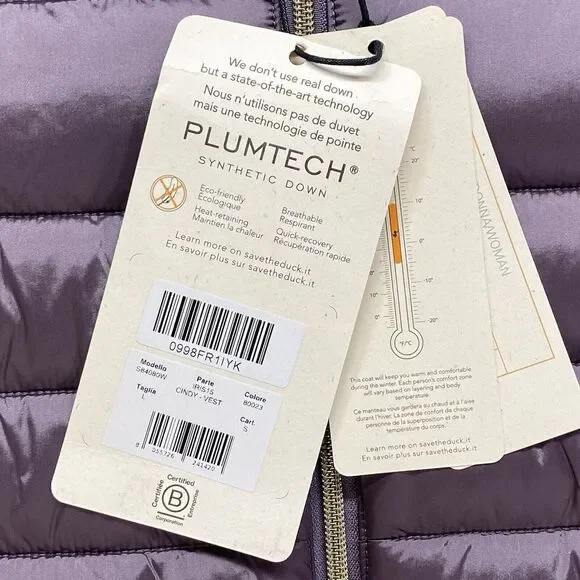 We don't use real down
but a state-of-the-art technology
Nous n'utilisons pas de duvet
mais une technologie de pointe
PLUMTECH®
SYNTHETIC DOWN
Eco-friendly
Écologique
Heat-retaining
Maintien la chaleur
Breathable
Respirant
Quick-recovery
Récupération rapide
Learn more on savetheduck.it
En savoir plus sur savetheduck.it
0998FR1IYK
Modello
S84080W
Parte
IRIS15
Colore
80023
CINDY - VEST
Taglia
L
Cart.
S
8 055726 241420
Certified
Certifiée
B
Entreprise
Corporation
°C
20°
10°
0°
-10°
-20°
°F/°C
This coat will keep you warm and comfortable
during the winter. Each person's comfort zone
will vary based on layering and body
temperature.
Ce manteau vous gardera au chaud et à l'aise
durant l'hiver. La zone de confort de chaque
personne de la superposition et de la
température du corps.
Learn more on savetheduck.it
En savoir plus sur savetheduck.it
DONNA/WOMAN